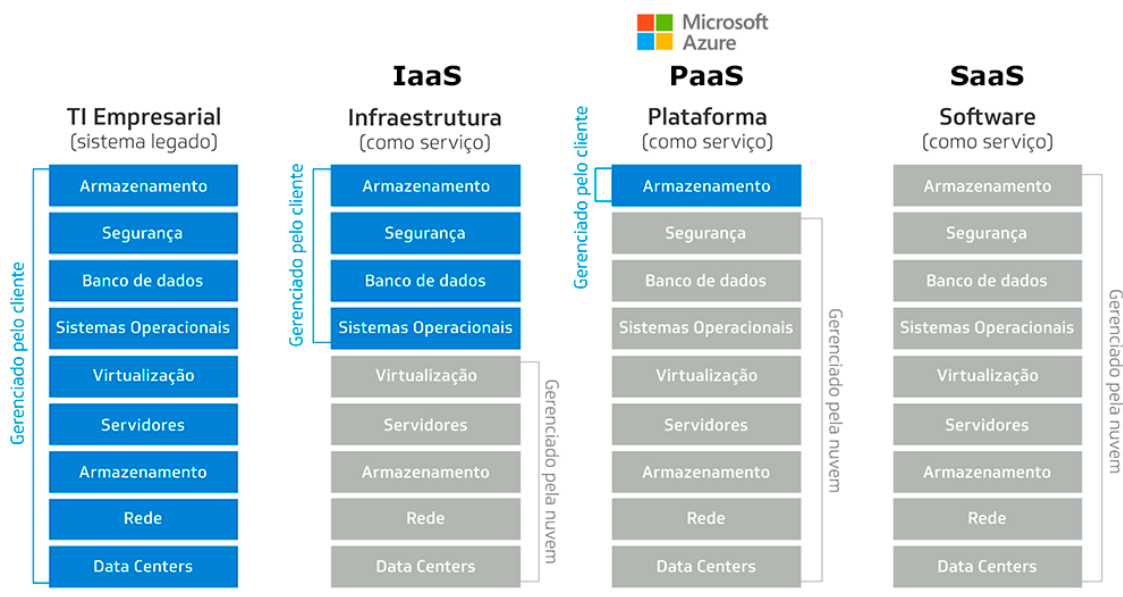 Microsoft
Azure
IaaS
PaaS
SaaS
TI Empresarial
(sistema legado)
Infraestrutura
(como serviço)
Plataforma
(como serviço)
Software
(como serviço)
Gerenciado pelo cliente
Armazenamento
Segurança
Banco de dados
Sistemas Operacionais
Virtualização
Servidores
Armazenamento
Rede
Data Centers
Gerenciado pelo cliente
Armazenamento
Segurança
Banco de dados
Sistemas Operacionais
Virtualização
Servidores
Armazenamento
Rede
Data Centers
Gerenciado pela nuvem
Gerenciado pelo cliente
Armazenamento
Segurança
Banco de dados
Sistemas Operacionais
Virtualização
Servidores
Armazenamento
Rede
Data Centers
Gerenciado pela nuvem
Armazenamento
Segurança
Banco de dados
Sistemas Operacionais
Virtualização
Servidores
Armazenamento
Rede
Data Centers
Gerenciado pela nuvem